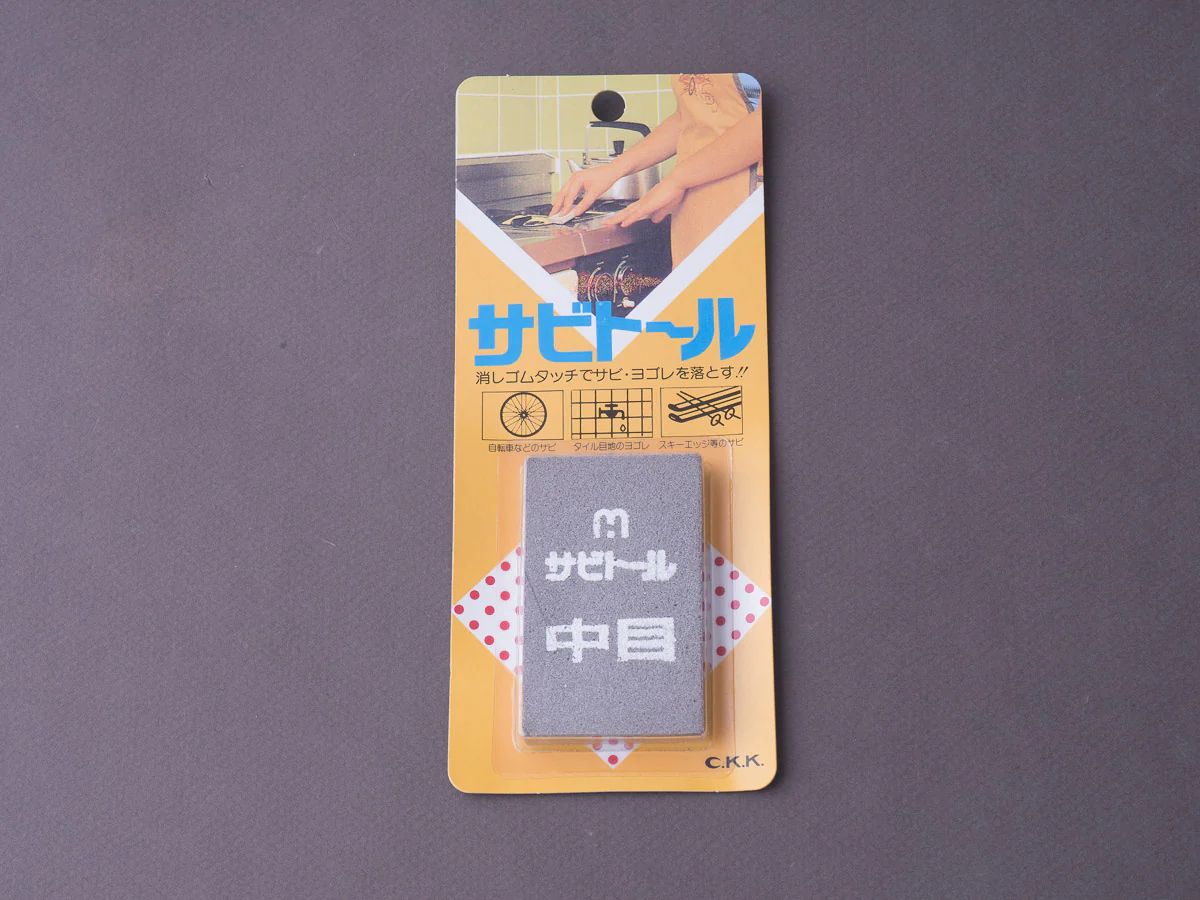 サビトール
消しゴムタッチでサビ・ヨゴレを落とす!!
自転車などのサビ
タイル目地のヨゴレ
スキーエッジ等のサビ
サビトール
中目
C.K.K.